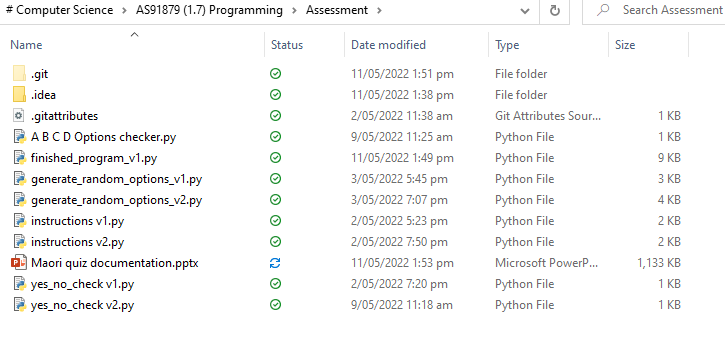 # Computer Science > AS91879 (1.7) Programming > Assessment > Search Assessment
Name Status Date modified Type Size
.git 11/05/2022 1:51 pm File folder
.idea 11/05/2022 1:38 pm File folder
.gitattributes 2/05/2022 11:38 am Git Attributes Sour... 1 KB
A B C D Options checker.py 9/05/2022 11:25 am Python File 1 KB
finished_program_v1.py 11/05/2022 1:49 pm Python File 9 KB
generate_random_options_v1.py 3/05/2022 5:45 pm Python File 3 KB
generate_random_options_v2.py 3/05/2022 7:07 pm Python File 4 KB
instructions v1.py 2/05/2022 5:23 pm Python File 2 KB
instructions v2.py 2/05/2022 7:50 pm Python File 2 KB
Maori quiz documentation.pptx 11/05/2022 1:53 pm Microsoft PowerP... 1,133 KB
yes_no_check v1.py 2/05/2022 7:20 pm Python File 1 KB
yes_no_check v2.py 9/05/2022 11:18 am Python File 1 KB